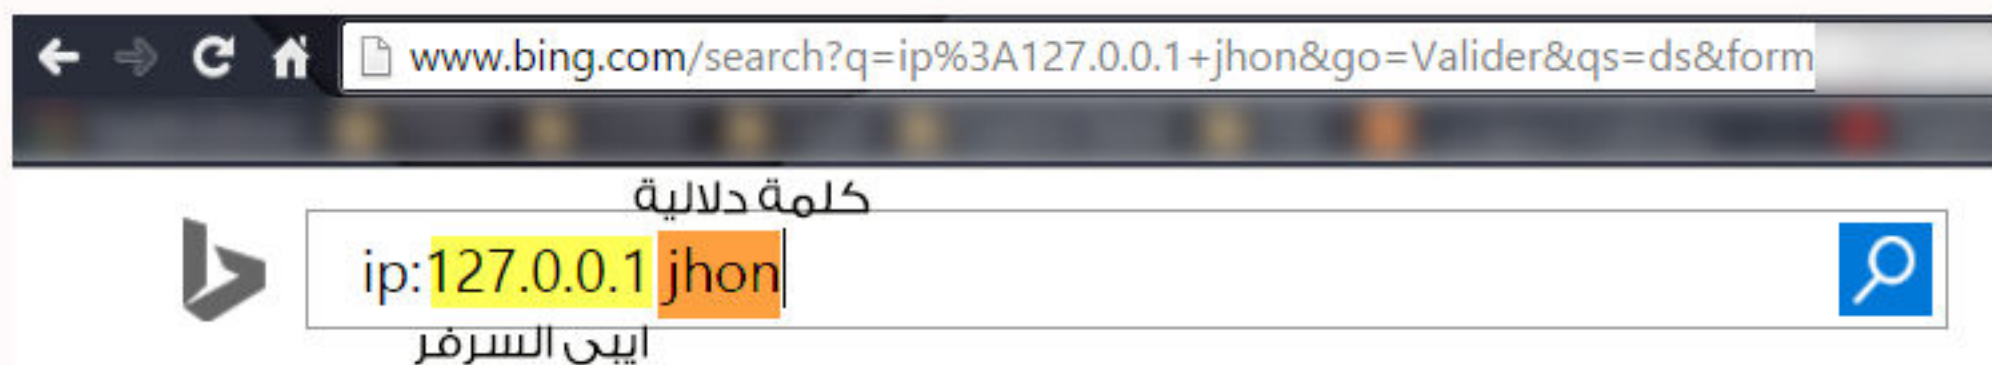 www.bing.com/search?q=ip%3A127.0.0.1+jhon&go=Valider&qs=ds&form
كلمة دلالية
ip:127.0.0.1 jhon
ايبى السرفر